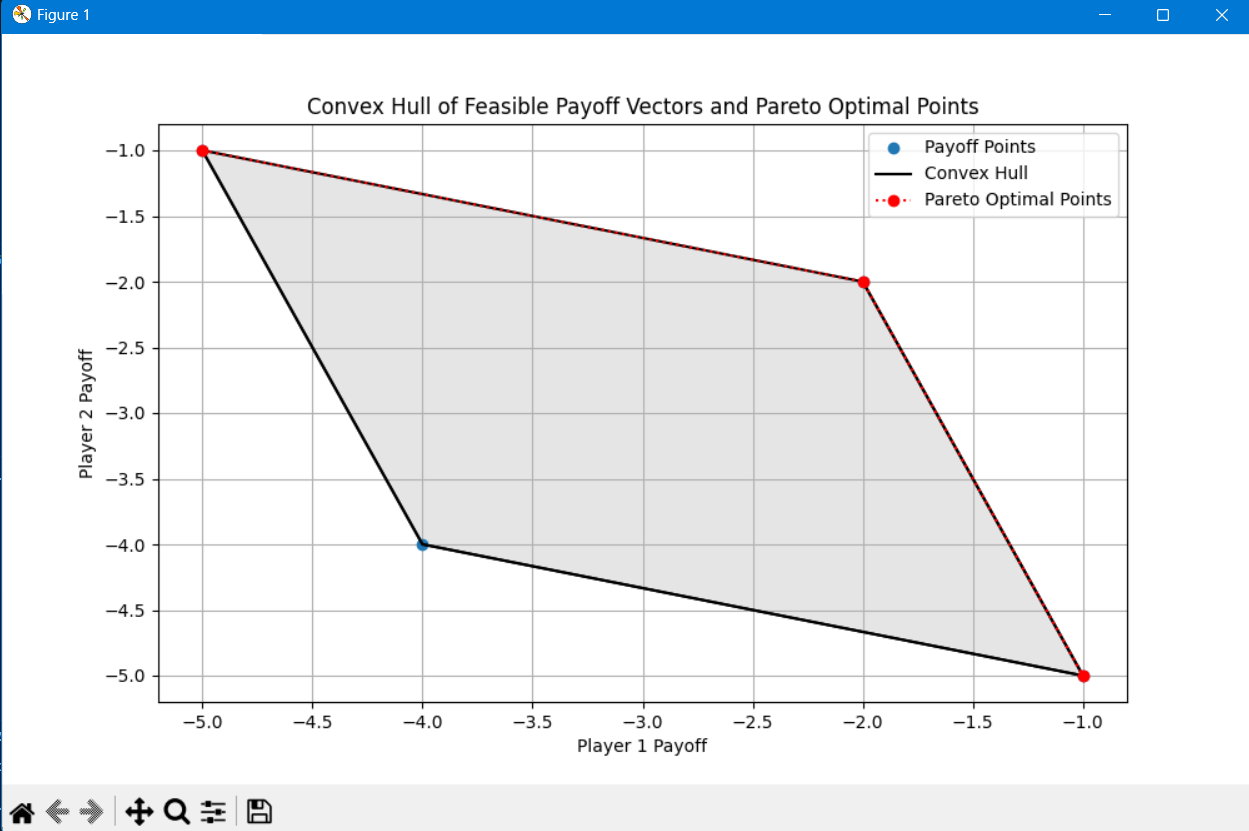 Figure 1
Convex Hull of Feasible Payoff Vectors and Pareto Optimal Points
Payoff Points
Convex Hull
Pareto Optimal Points
Player 2 Payoff
−1.0
−1.5
−2.0
−2.5
−3.0
−3.5
−4.0
−4.5
−5.0
−5.0 −4.5 −4.0 −3.5 −3.0 −2.5 −2.0 −1.5 −1.0
Player 1 Payoff